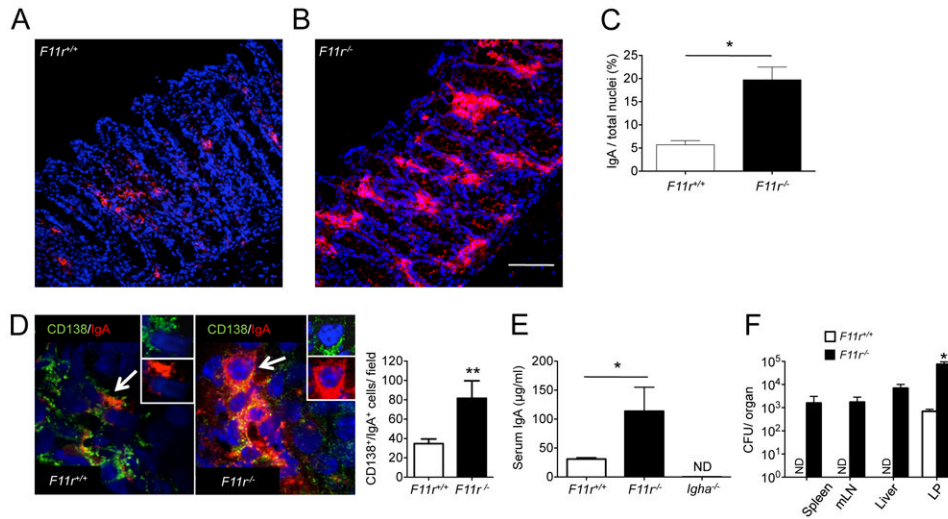 A
F11r+/+
B
F11r-/-
C
*
IgA / total nuclei (%)
25
20
15
10
5
0
F11r+/+
F11r-/-
D
CD138/IgA
F11r+/+
CD138/IgA
F11r-/-
CD138+/IgA+ cells/ field
120
100
80
60
40
20
0
**
F11r+/+
F11r-/-
E
Serum IgA (µg/ml)
200
150
100
50
0
*
ND
F11r+/+
F11r-/-
Igha-/-
F
F11r+/+
F11r-/-
CFU/ organ
10^5
10^4
10^3
10^2
10^1
10^0
*
ND
ND
ND
Spleen
mLN
Liver
LP